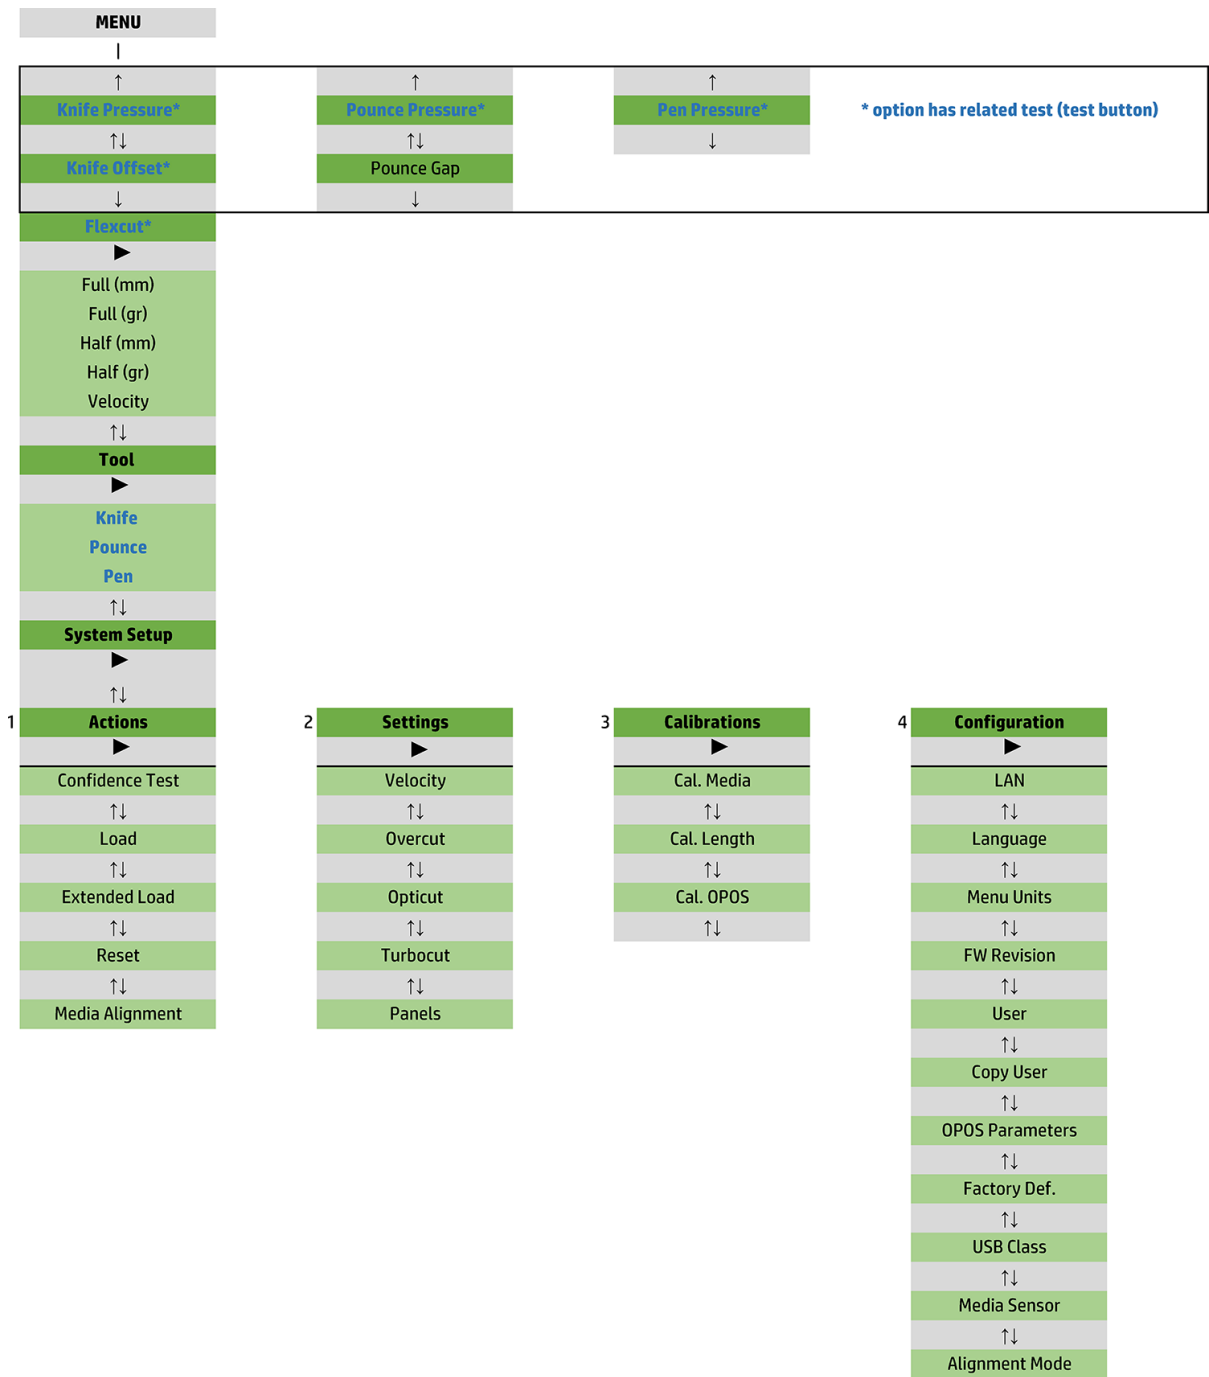 MENU
↑ ↑ ↑
Knife Pressure* Pounce Pressure* Pen Pressure* * option has related test (test button)
↑↓ ↑↓ ↓
Knife Offset* Pounce Gap
↓ ↓
Flexcut*
▶
Full (mm)
Full (gr)
Half (mm)
Half (gr)
Velocity
↑↓
Tool
▶
Knife
Pounce
Pen
↑↓
System Setup
▶
↑↓
1 Actions 2 Settings 3 Calibrations 4 Configuration
▶ ▶ ▶ ▶
Confidence Test Velocity Cal. Media LAN
↑↓ ↑↓ ↑↓ ↑↓
Load Overcut Cal. Length Language
↑↓ ↑↓ ↑↓ ↑↓
Extended Load Opticut Cal. OPOS Menu Units
↑↓ ↑↓ ↑↓ ↑↓
Reset Turbocut FW Revision
↑↓ ↑↓ ↑↓
Media Alignment Panels User
↑↓
Copy User
↑↓
OPOS Parameters
↑↓
Factory Def.
↑↓
USB Class
↑↓
Media Sensor
↑↓
Alignment Mode